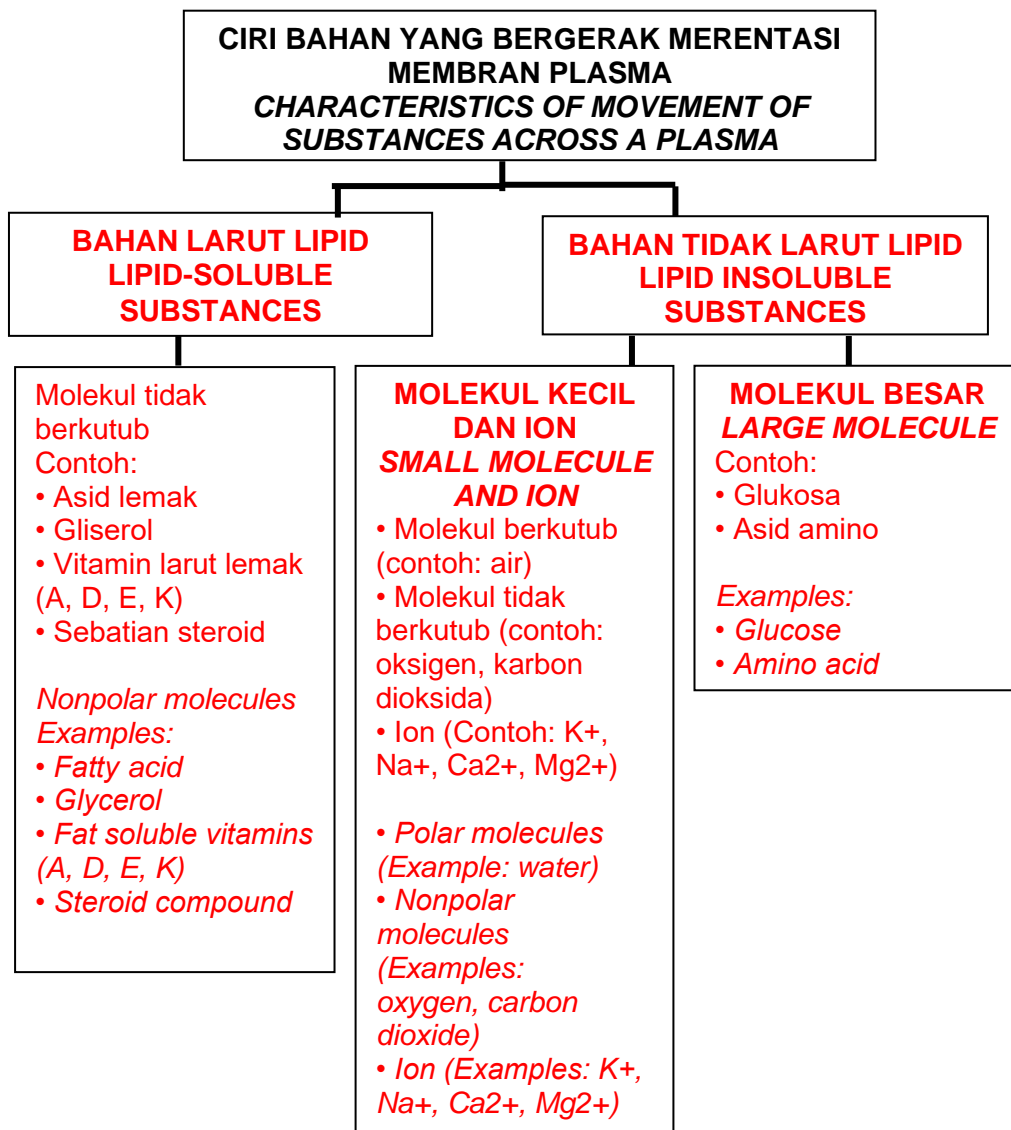 CIRI BAHAN YANG BERGERAK MERENTASI
MEMBRAN PLASMA
CHARACTERISTICS OF MOVEMENT OF
SUBSTANCES ACROSS A PLASMA
BAHAN LARUT LIPID
LIPID-SOLUBLE
SUBSTANCES
BAHAN TIDAK LARUT LIPID
LIPID INSOLUBLE
SUBSTANCES
Molekul tidak
berkutub
Contoh:
• Asid lemak
• Gliserol
• Vitamin larut lemak
(A, D, E, K)
• Sebatian steroid
Nonpolar molecules
Examples:
• Fatty acid
• Glycerol
• Fat soluble vitamins
(A, D, E, K)
• Steroid compound
MOLEKUL KECIL
DAN ION
SMALL MOLECULE
AND ION
• Molekul berkutub
(contoh: air)
• Molekul tidak
berkutub (contoh:
oksigen, karbon
dioksida)
• Ion (Contoh: K+,
Na+, Ca2+, Mg2+)
• Polar molecules
(Example: water)
• Nonpolar
molecules
(Examples:
oxygen, carbon
dioxide)
• Ion (Examples: K+,
Na+, Ca2+, Mg2+)
MOLEKUL BESAR
LARGE MOLECULE
Contoh:
• Glukosa
• Asid amino
Examples:
• Glucose
• Amino acid